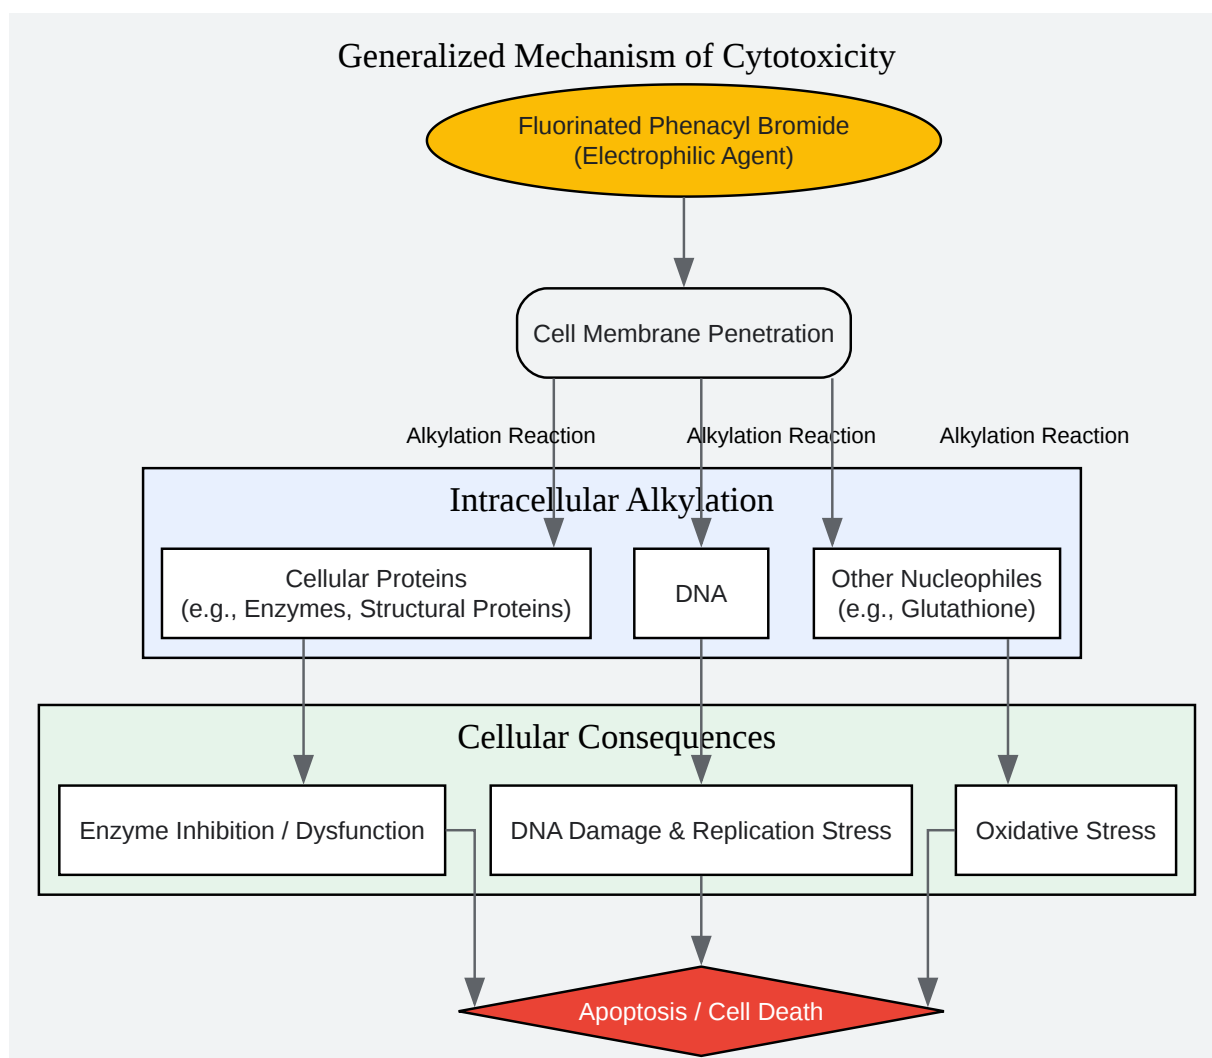 Generalized Mechanism of Cytotoxicity
Fluorinated Phenacyl Bromide
(Electrophilic Agent)
Cell Membrane Penetration
Alkylation Reaction
Alkylation Reaction
Alkylation Reaction
Intracellular Alkylation
Cellular Proteins
(e.g., Enzymes, Structural Proteins)
DNA
Other Nucleophiles
(e.g., Glutathione)
Cellular Consequences
Enzyme Inhibition / Dysfunction
DNA Damage & Replication Stress
Oxidative Stress
Apoptosis / Cell Death